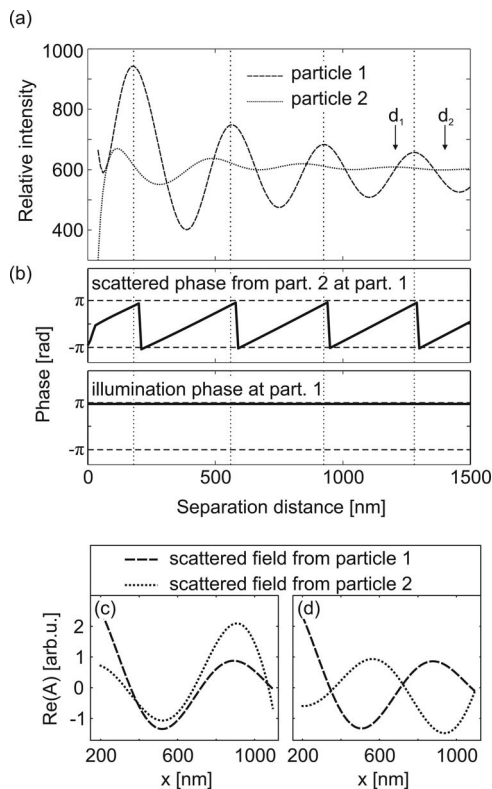 (a)
1000
800
600
400
Relative intensity
particle 1
particle 2
d1
d2
(b)
scattered phase from part. 2 at part. 1
π
-π
illumination phase at part. 1
π
-π
Phase [rad]
0
500
1000
1500
Separation distance [nm]
scattered field from particle 1
scattered field from particle 2
(c)
(d)
2
1
0
-1
Re(A) [arb.u.]
200
600
1000
200
600
1000
x [nm]
x [nm]